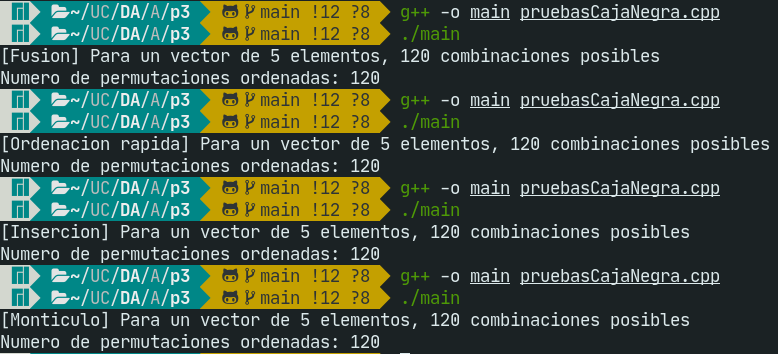 ~/UC/DA/A/p3 main !12 ?8 g++ -o main pruebasCajaNegra.cpp
~/UC/DA/A/p3 main !12 ?8 ./main
[Fusion] Para un vector de 5 elementos, 120 combinaciones posibles
Numero de permutaciones ordenadas: 120
~/UC/DA/A/p3 main !12 ?8 g++ -o main pruebasCajaNegra.cpp
~/UC/DA/A/p3 main !12 ?8 ./main
[Ordenacion rapida] Para un vector de 5 elementos, 120 combinaciones posibles
Numero de permutaciones ordenadas: 120
~/UC/DA/A/p3 main !12 ?8 g++ -o main pruebasCajaNegra.cpp
~/UC/DA/A/p3 main !12 ?8 ./main
[Insercion] Para un vector de 5 elementos, 120 combinaciones posibles
Numero de permutaciones ordenadas: 120
~/UC/DA/A/p3 main !12 ?8 g++ -o main pruebasCajaNegra.cpp
~/UC/DA/A/p3 main !12 ?8 ./main
[Monticulo] Para un vector de 5 elementos, 120 combinaciones posibles
Numero de permutaciones ordenadas: 120